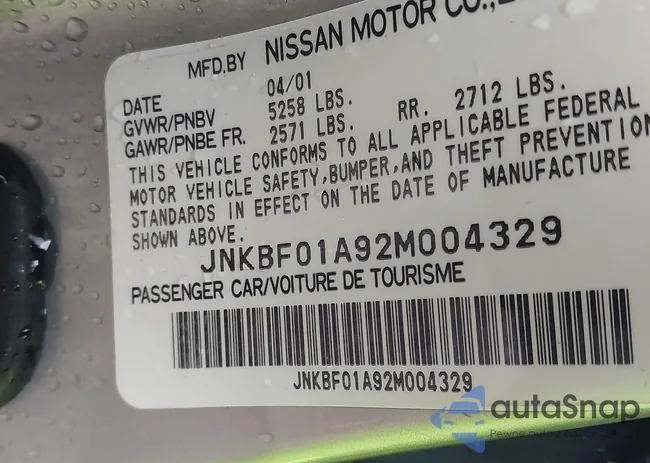 MFD.BY NISSAN MOTOR CO.,
DATE 04/01
GVWR/PNBV 5258 LBS.
GAWR/PNBE FR. 2571 LBS. RR. 2712 LBS.
THIS VEHICLE CONFORMS TO ALL APPLICABLE FEDERAL
MOTOR VEHICLE SAFETY,BUMPER,AND THEFT PREVENTION
STANDARDS IN EFFECT ON THE DATE OF MANUFACTURE
SHOWN ABOVE.
JNKBF01A92M004329
PASSENGER CAR/VOITURE DE TOURISME
JNKBF01A92M004329
autaSnap